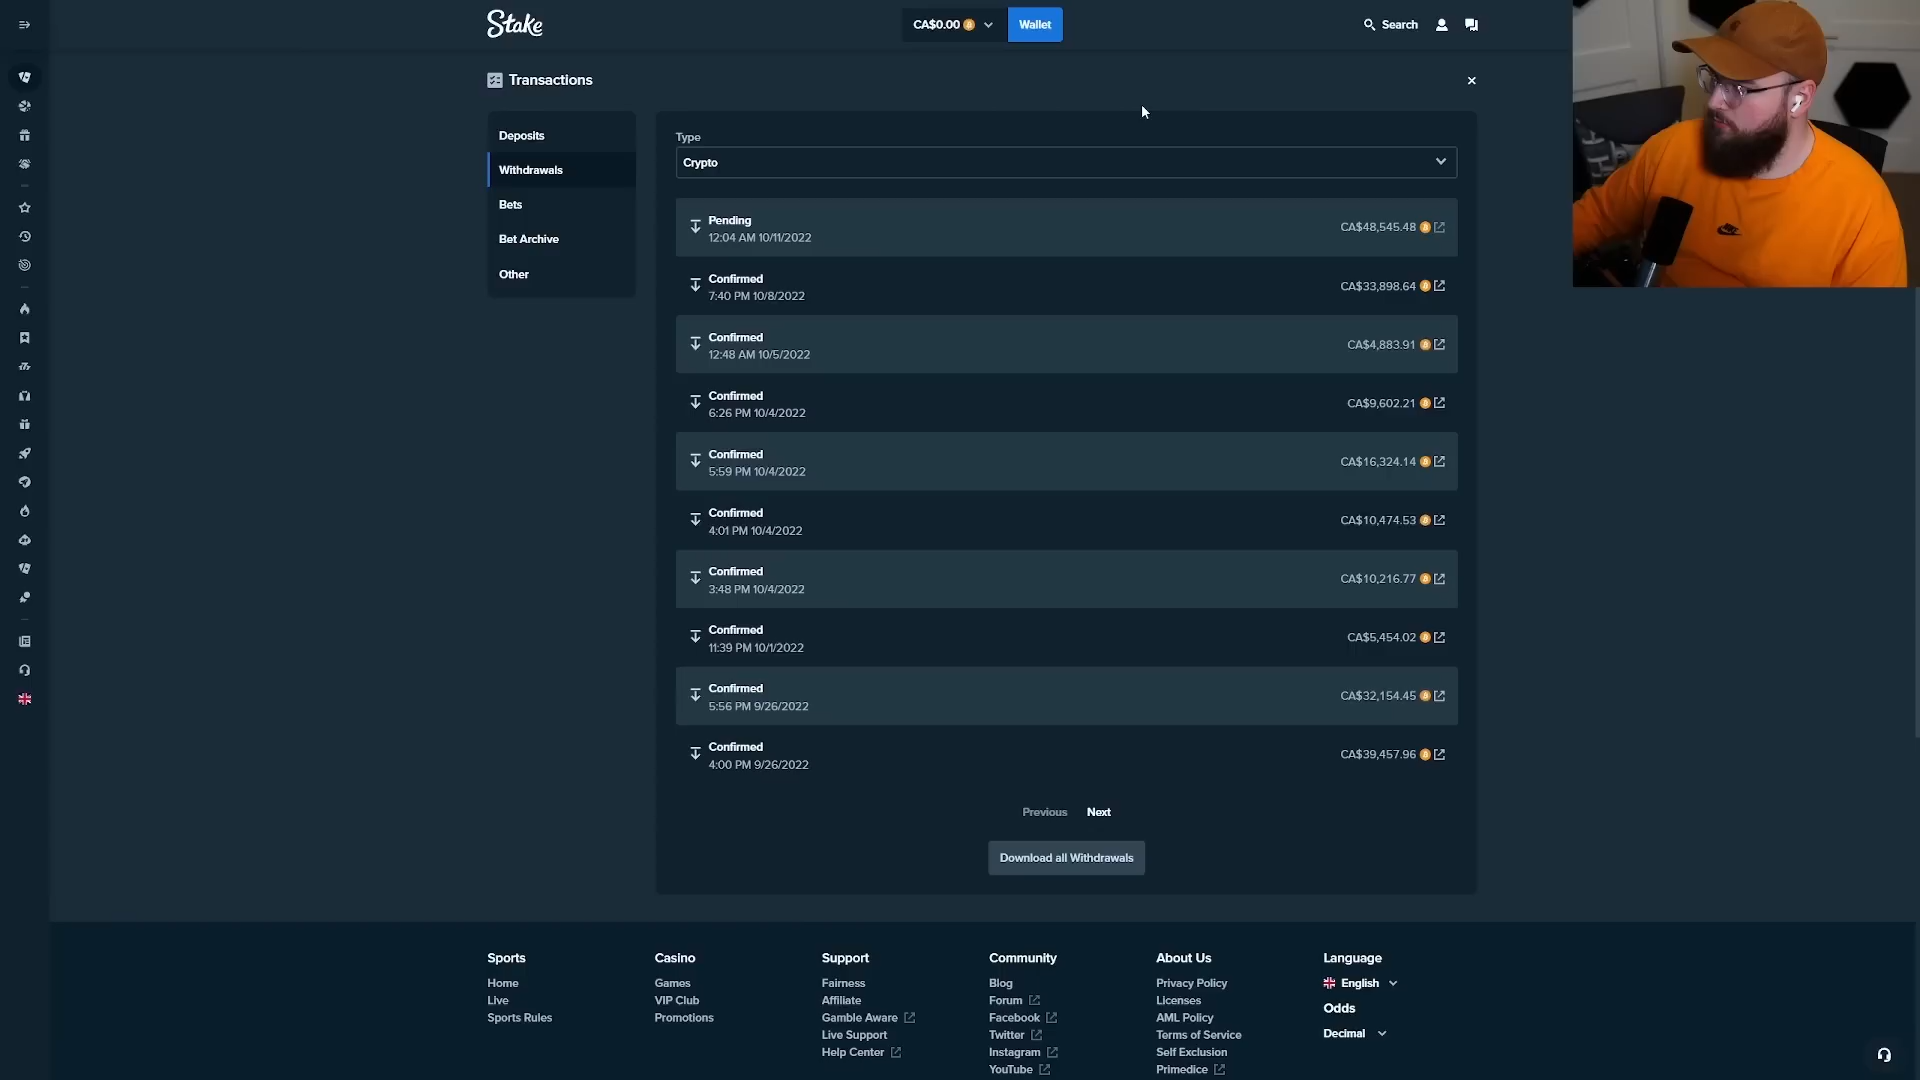 Stake
CA$0.00
Wallet
Search
Transactions
Deposits
Withdrawals
Bets
Bet Archive
Other
Type
Crypto
Pending
12:04 AM 10/11/2022
CA$48,545.48
Confirmed
7:40 PM 10/8/2022
CA$33,898.64
Confirmed
12:48 AM 10/5/2022
CA$4,883.91
Confirmed
6:26 PM 10/4/2022
CA$9,602.21
Confirmed
5:59 PM 10/4/2022
CA$16,324.14
Confirmed
4:01 PM 10/4/2022
CA$10,474.53
Confirmed
3:48 PM 10/4/2022
CA$10,216.77
Confirmed
11:39 PM 10/1/2022
CA$5,454.02
Confirmed
5:56 PM 9/26/2022
CA$32,154.45
Confirmed
4:00 PM 9/26/2022
CA$39,457.96
Previous Next
Download all Withdrawals
Sports
Home
Live
Sports Rules
Casino
Games
VIP Club
Promotions
Support
Fairness
Affiliate
Gamble Aware
Live Support
Help Center
Community
Blog
Forum
Facebook
Twitter
Instagram
YouTube
About Us
Privacy Policy
Licenses
AML Policy
Terms of Service
Self Exclusion
Primedice
Language
English
Odds
Decimal